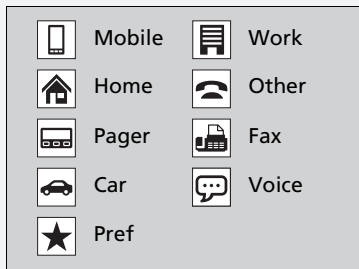 Mobile Work
Home Other
Pager Fax
Car Voice
Pref